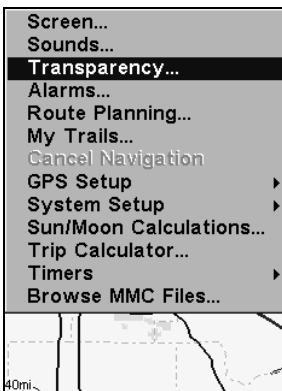 Screen...
Sounds...
Transparency...
Alarms...
Route Planning...
My Trails...
Cancel Navigation
GPS Setup
System Setup
Sun/Moon Calculations...
Trip Calculator...
Timers
Browse MMC Files...
40mi